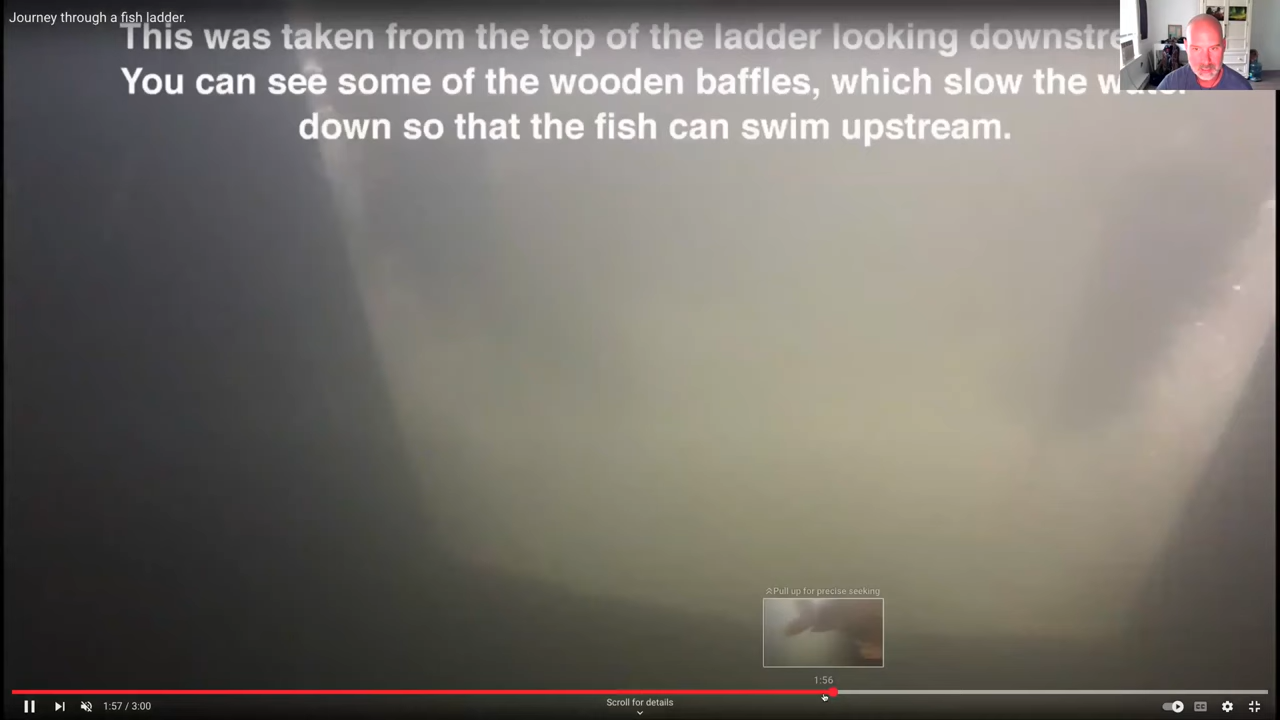 Journey through a fish ladder.
This was taken from the top of the ladder looking
You can see some of the wooden baffles, which slow the
down so that the fish can swim upstream.
Pull up for precise seeking
1:56
1:57 / 3:00
Scroll for details
CC